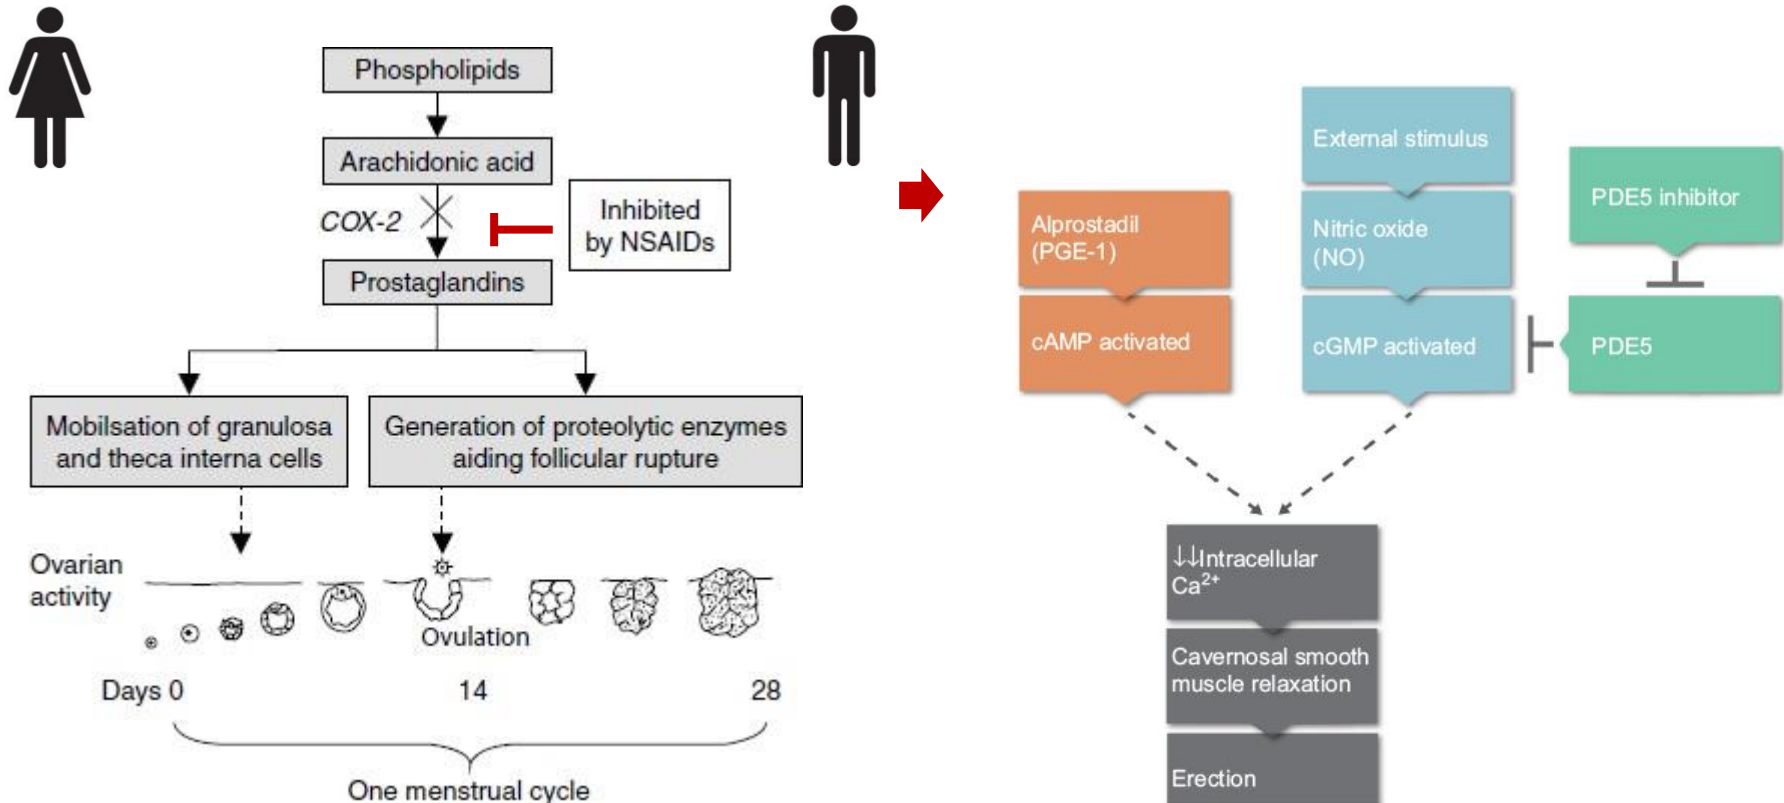 Phospholipids
Arachidonic acid
COX-2
Inhibited
by NSAIDs
Prostaglandins
Mobilsation of granulosa
and theca interna cells
Generation of proteolytic enzymes
aiding follicular rupture
Ovarian
activity
Ovulation
Days 0
14
28
One menstrual cycle
External stimulus
PDE5 inhibitor
Alprostadil
(PGE-1)
Nitric oxide
(NO)
cAMP activated
cGMP activated
PDE5
↓↓Intracellular
Ca²⁺
Cavernosal smooth
muscle relaxation
Erection